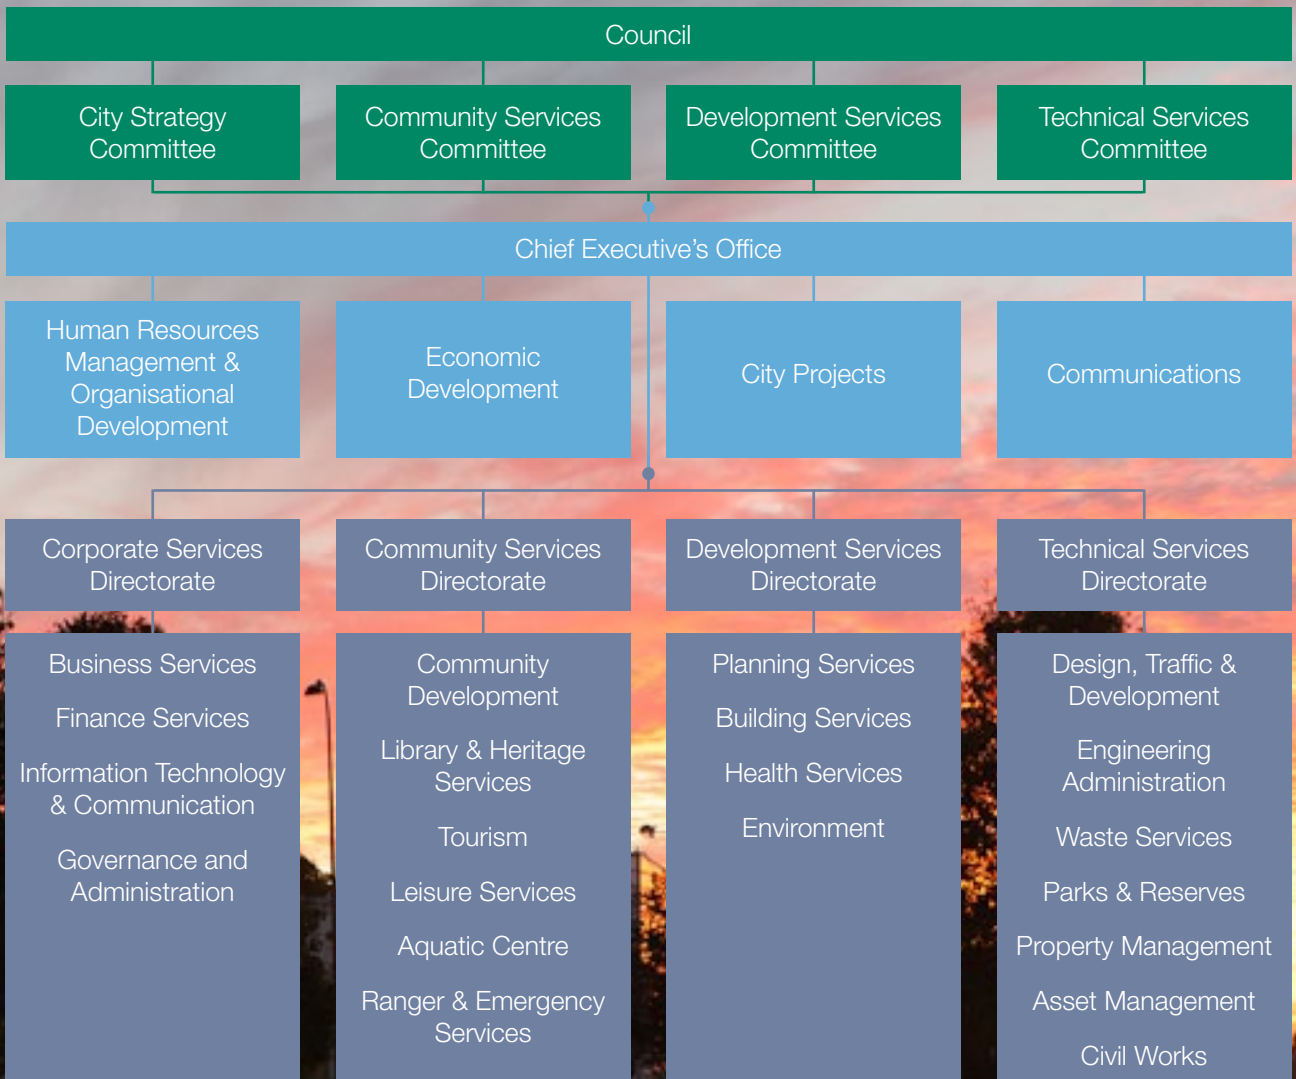 Council
City Strategy
Committee
Community Services
Committee
Development Services
Committee
Technical Services
Committee
Chief Executive’s Office
Human Resources
Management &
Organisational
Development
Economic
Development
City Projects
Communications
Corporate Services
Directorate
Community Services
Directorate
Development Services
Directorate
Technical Services
Directorate
Business Services
Finance Services
Information Technology
& Communication
Governance and
Administration
Community
Development
Library & Heritage
Services
Tourism
Leisure Services
Aquatic Centre
Ranger & Emergency
Services
Planning Services
Building Services
Health Services
Environment
Design, Traffic &
Development
Engineering
Administration
Waste Services
Parks & Reserves
Property Management
Asset Management
Civil Works